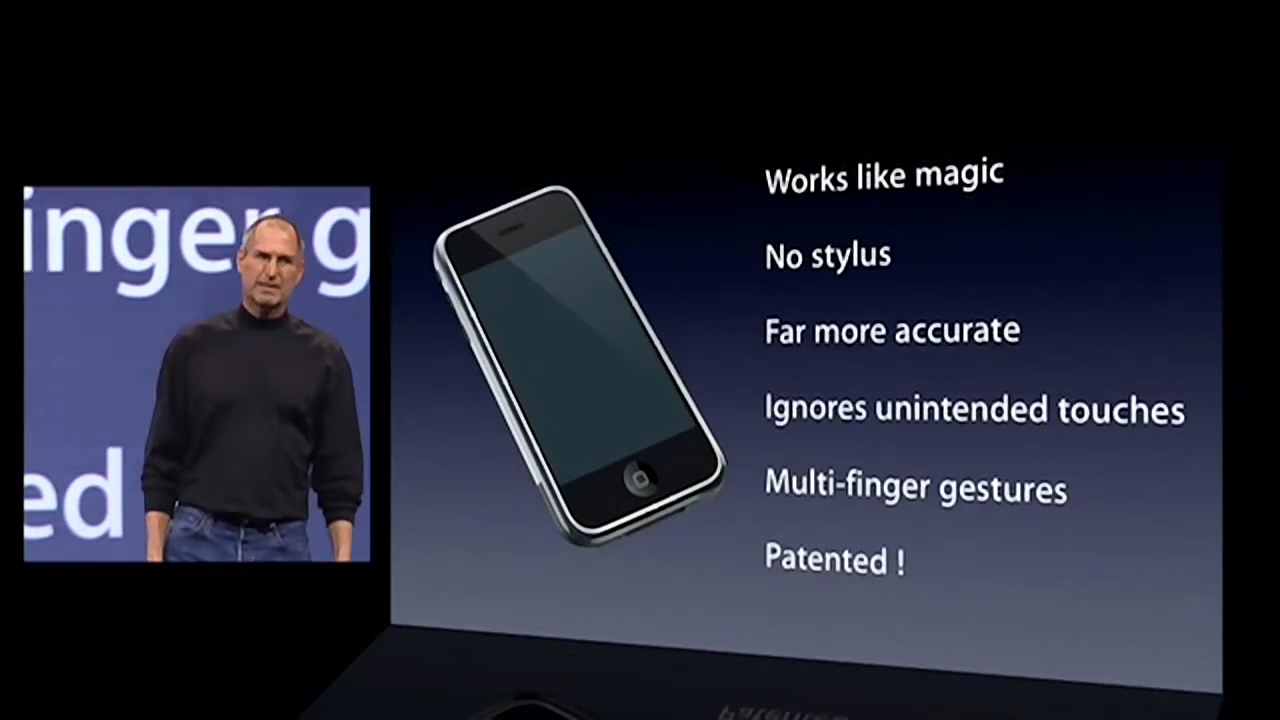 inger g
ed
Works like magic
No stylus
Far more accurate
Ignores unintended touches
Multi-finger gestures
Patented !